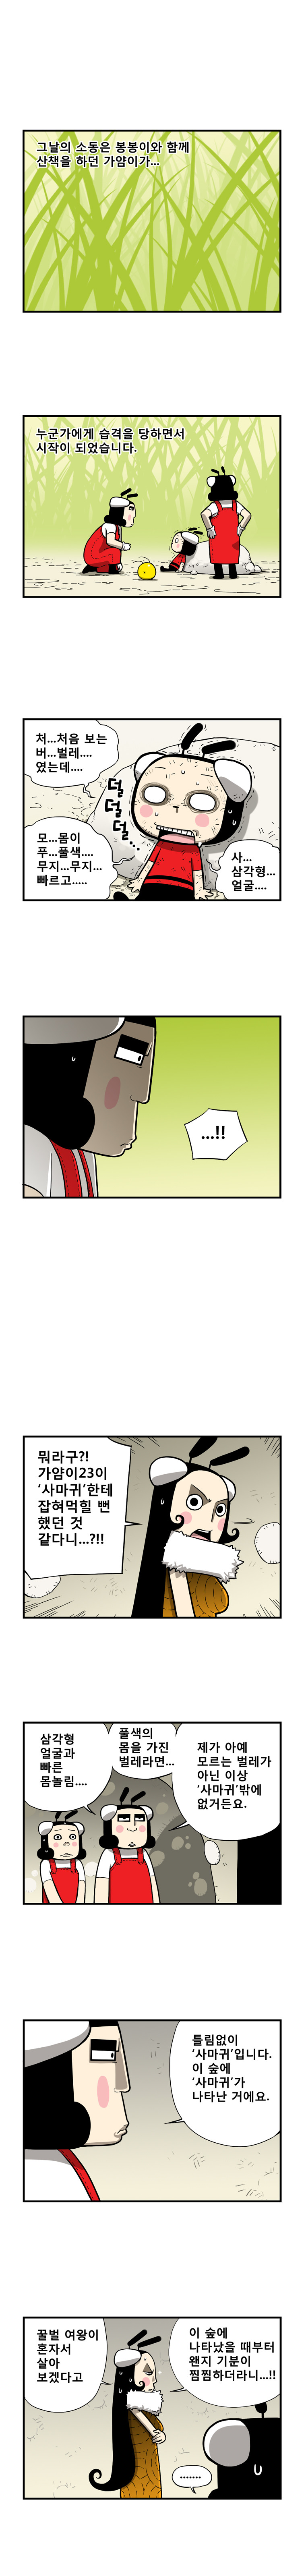 그날의 소동은 봉봉이와 함께
산책을 하던 가얌이가...
누군가에게 습격을 당하면서
시작이 되었습니다.
처...처음 보는
버...벌레....
였는데....
덜
덜
덜...
모...몸이
푸...풀색....
무지...무지...
빠르고.....
사...
삼각형...
얼굴....
...!!
뭐라구?!
가얌이23이
‘사마귀’한테
잡혀먹힐 뻔
했던 것
같다니...?!!
삼각형
얼굴과
빠른
몸놀림....
풀색의
몸을 가진
벌레라면...
제가 아예
모르는 벌레가
아닌 이상
‘사마귀’밖에
없거든요.
틀림없이
‘사마귀’입니다.
이 숲에
‘사마귀’가
나타난 거에요.
꿀벌 여왕이
혼자서
살아
보겠다고
이 숲에
나타났을 때부터
왠지 기분이
찜찜하더라니...!!
.......